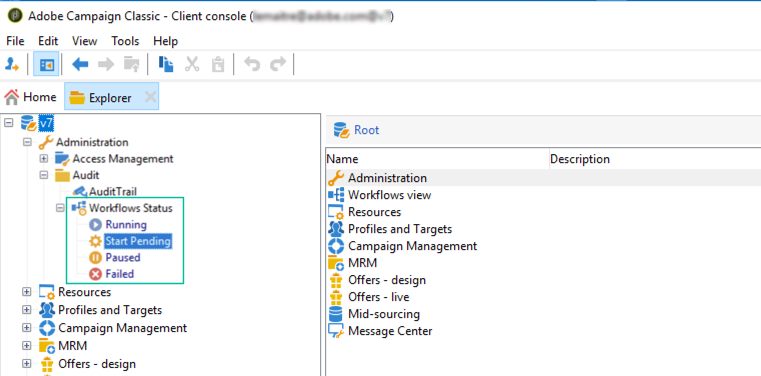 Adobe Campaign Classic - Client console (
File Edit View Tools Help
Home Explorer
v7
Administration
Access Management
Audit
AuditTrail
Workflows Status
Running
Start Pending
Paused
Failed
Resources
Profiles and Targets
Campaign Management
MRM
Offers - design
Root
Name Description
Administration
Workflows view
Resources
Profiles and Targets
Campaign Management
MRM
Offers - design
Offers - live
Mid-sourcing
Message Center